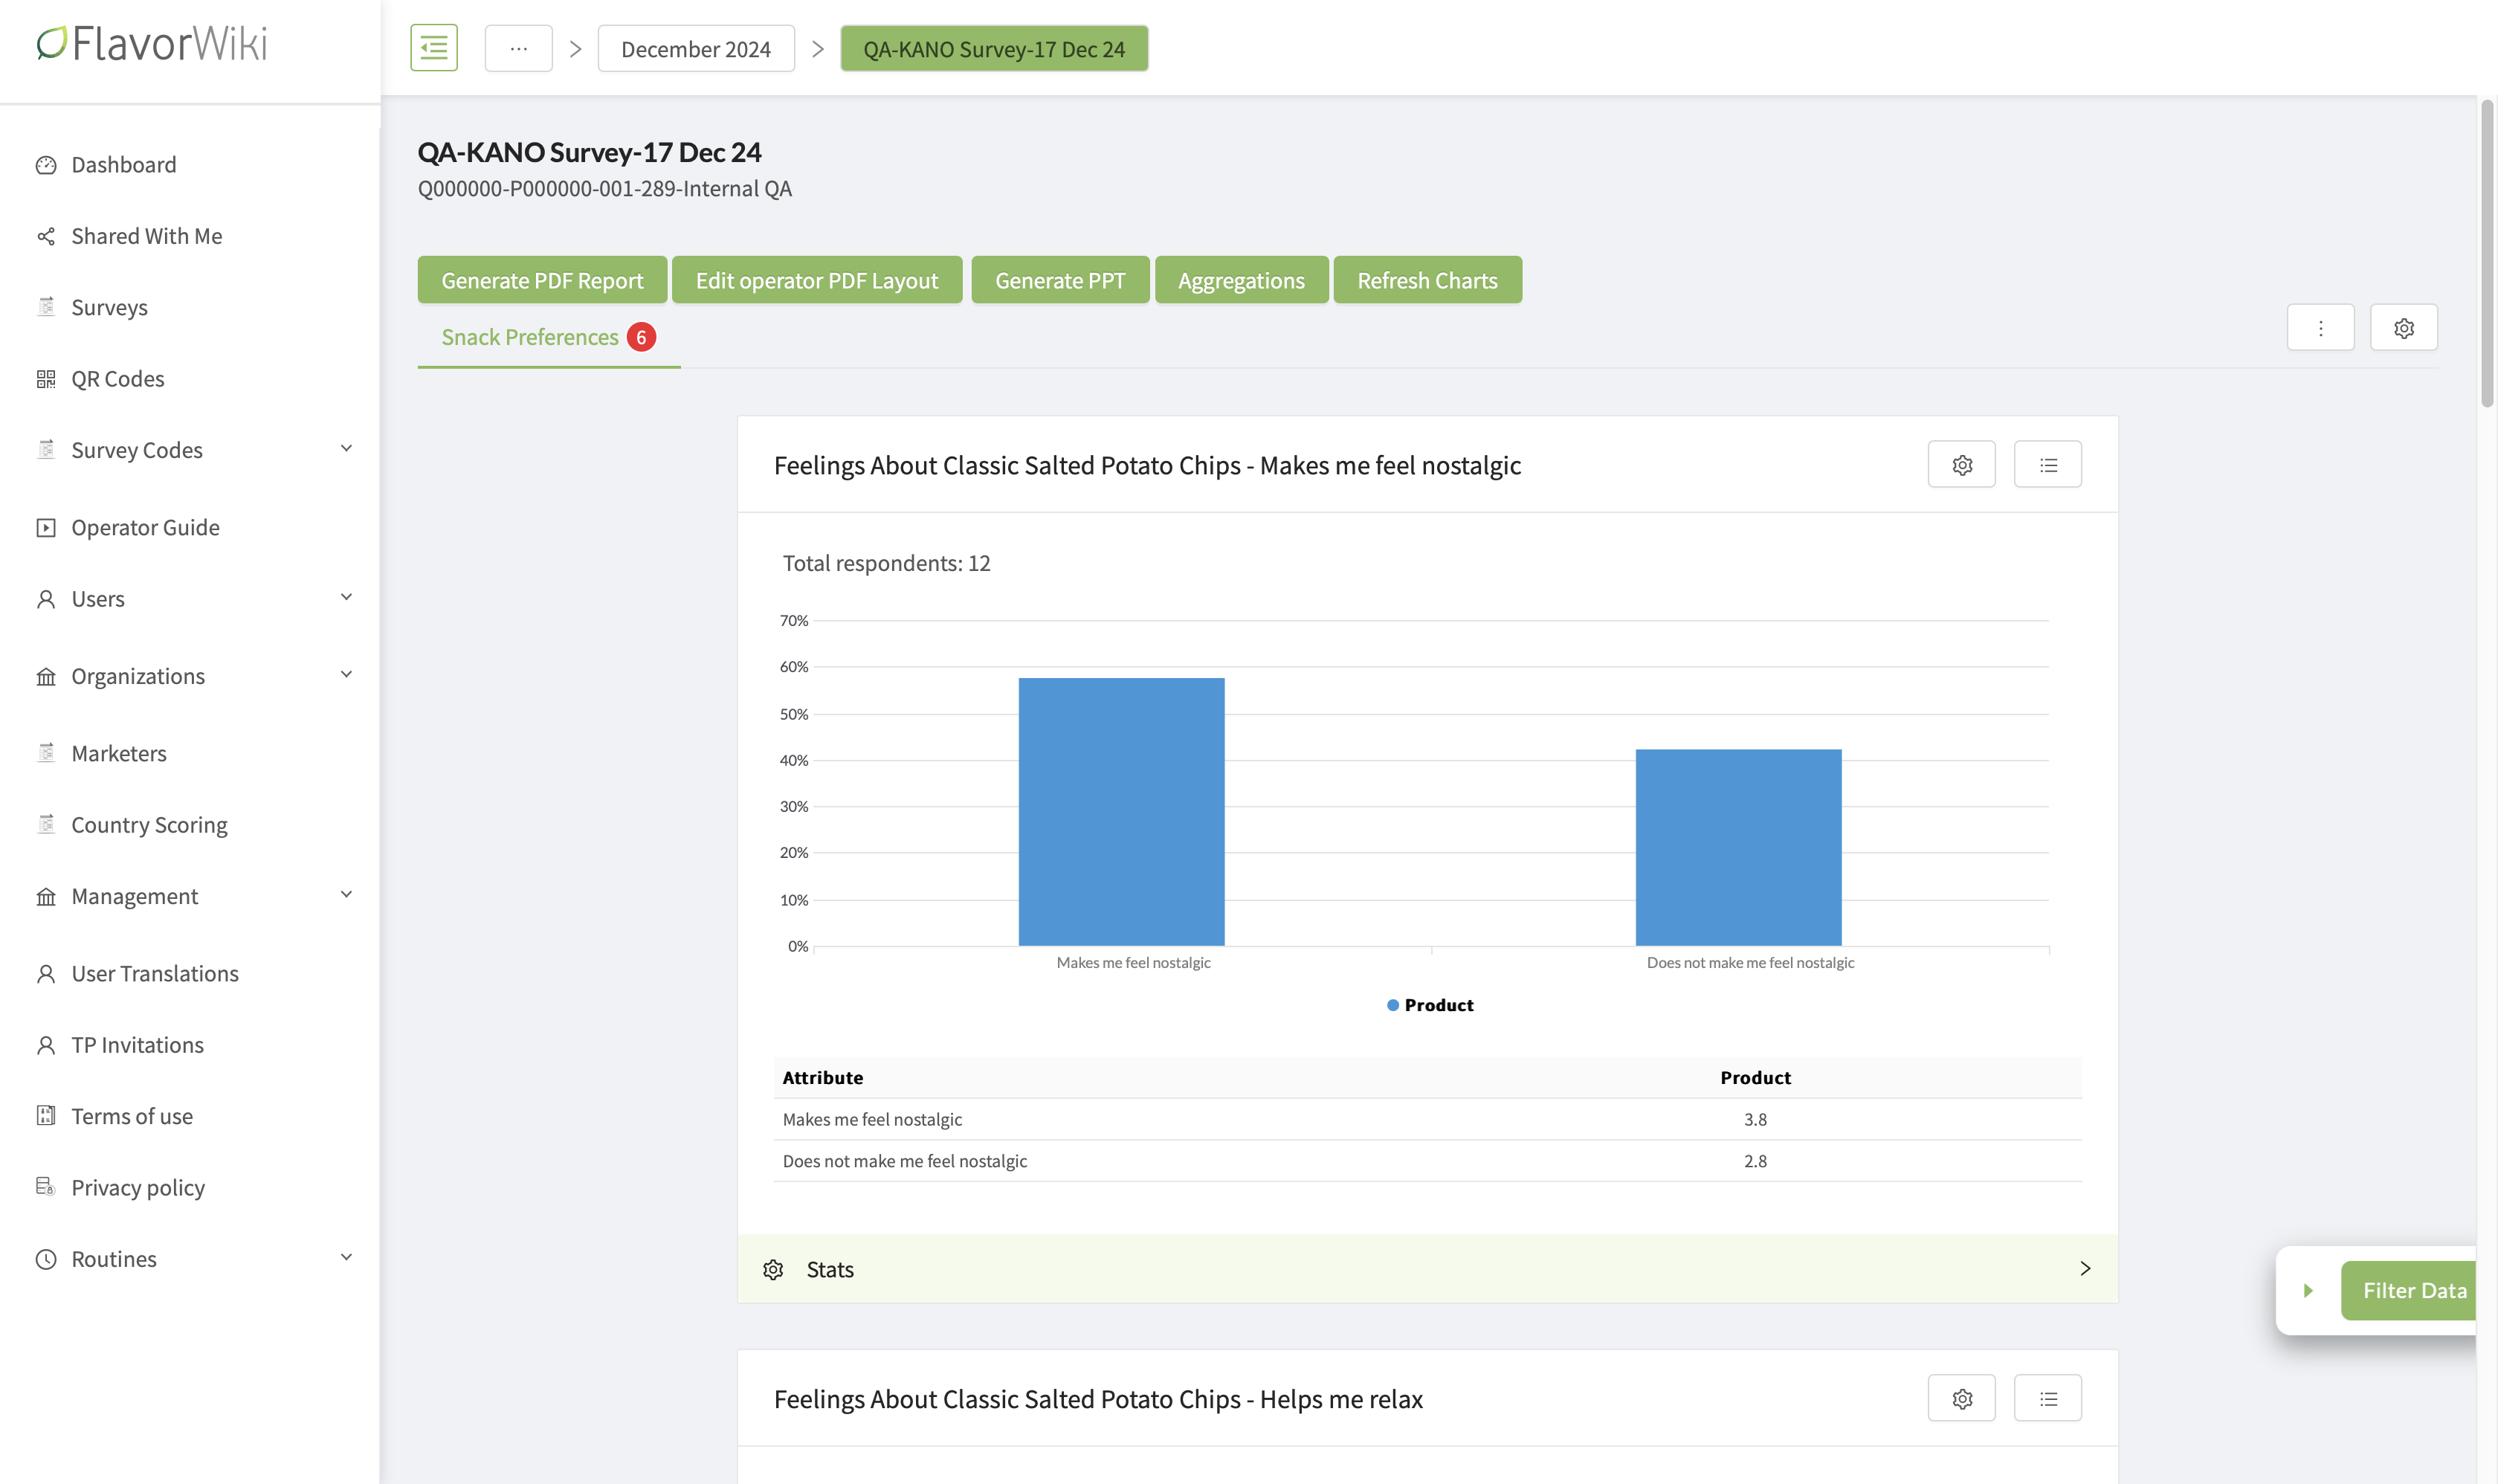 FlavorWiki
Dashboard
Shared With Me
Surveys
QR Codes
Survey Codes
Operator Guide
Users
Organizations
Marketers
Country Scoring
Management
User Translations
TP Invitations
Terms of use
Privacy policy
Routines
... > December 2024 > QA-KANO Survey-17 Dec 24
QA-KANO Survey-17 Dec 24
Q000000-P000000-001-289-Internal QA
Generate PDF Report Edit operator PDF Layout Generate PPT Aggregations Refresh Charts
Snack Preferences 6
Feelings About Classic Salted Potato Chips - Makes me feel nostalgic
Total respondents: 12
70%
60%
50%
40%
30%
20%
10%
0%
Makes me feel nostalgic Does not make me feel nostalgic
Product
Attribute Product
Makes me feel nostalgic 3.8
Does not make me feel nostalgic 2.8
Stats
Filter Data
Feelings About Classic Salted Potato Chips - Helps me relax